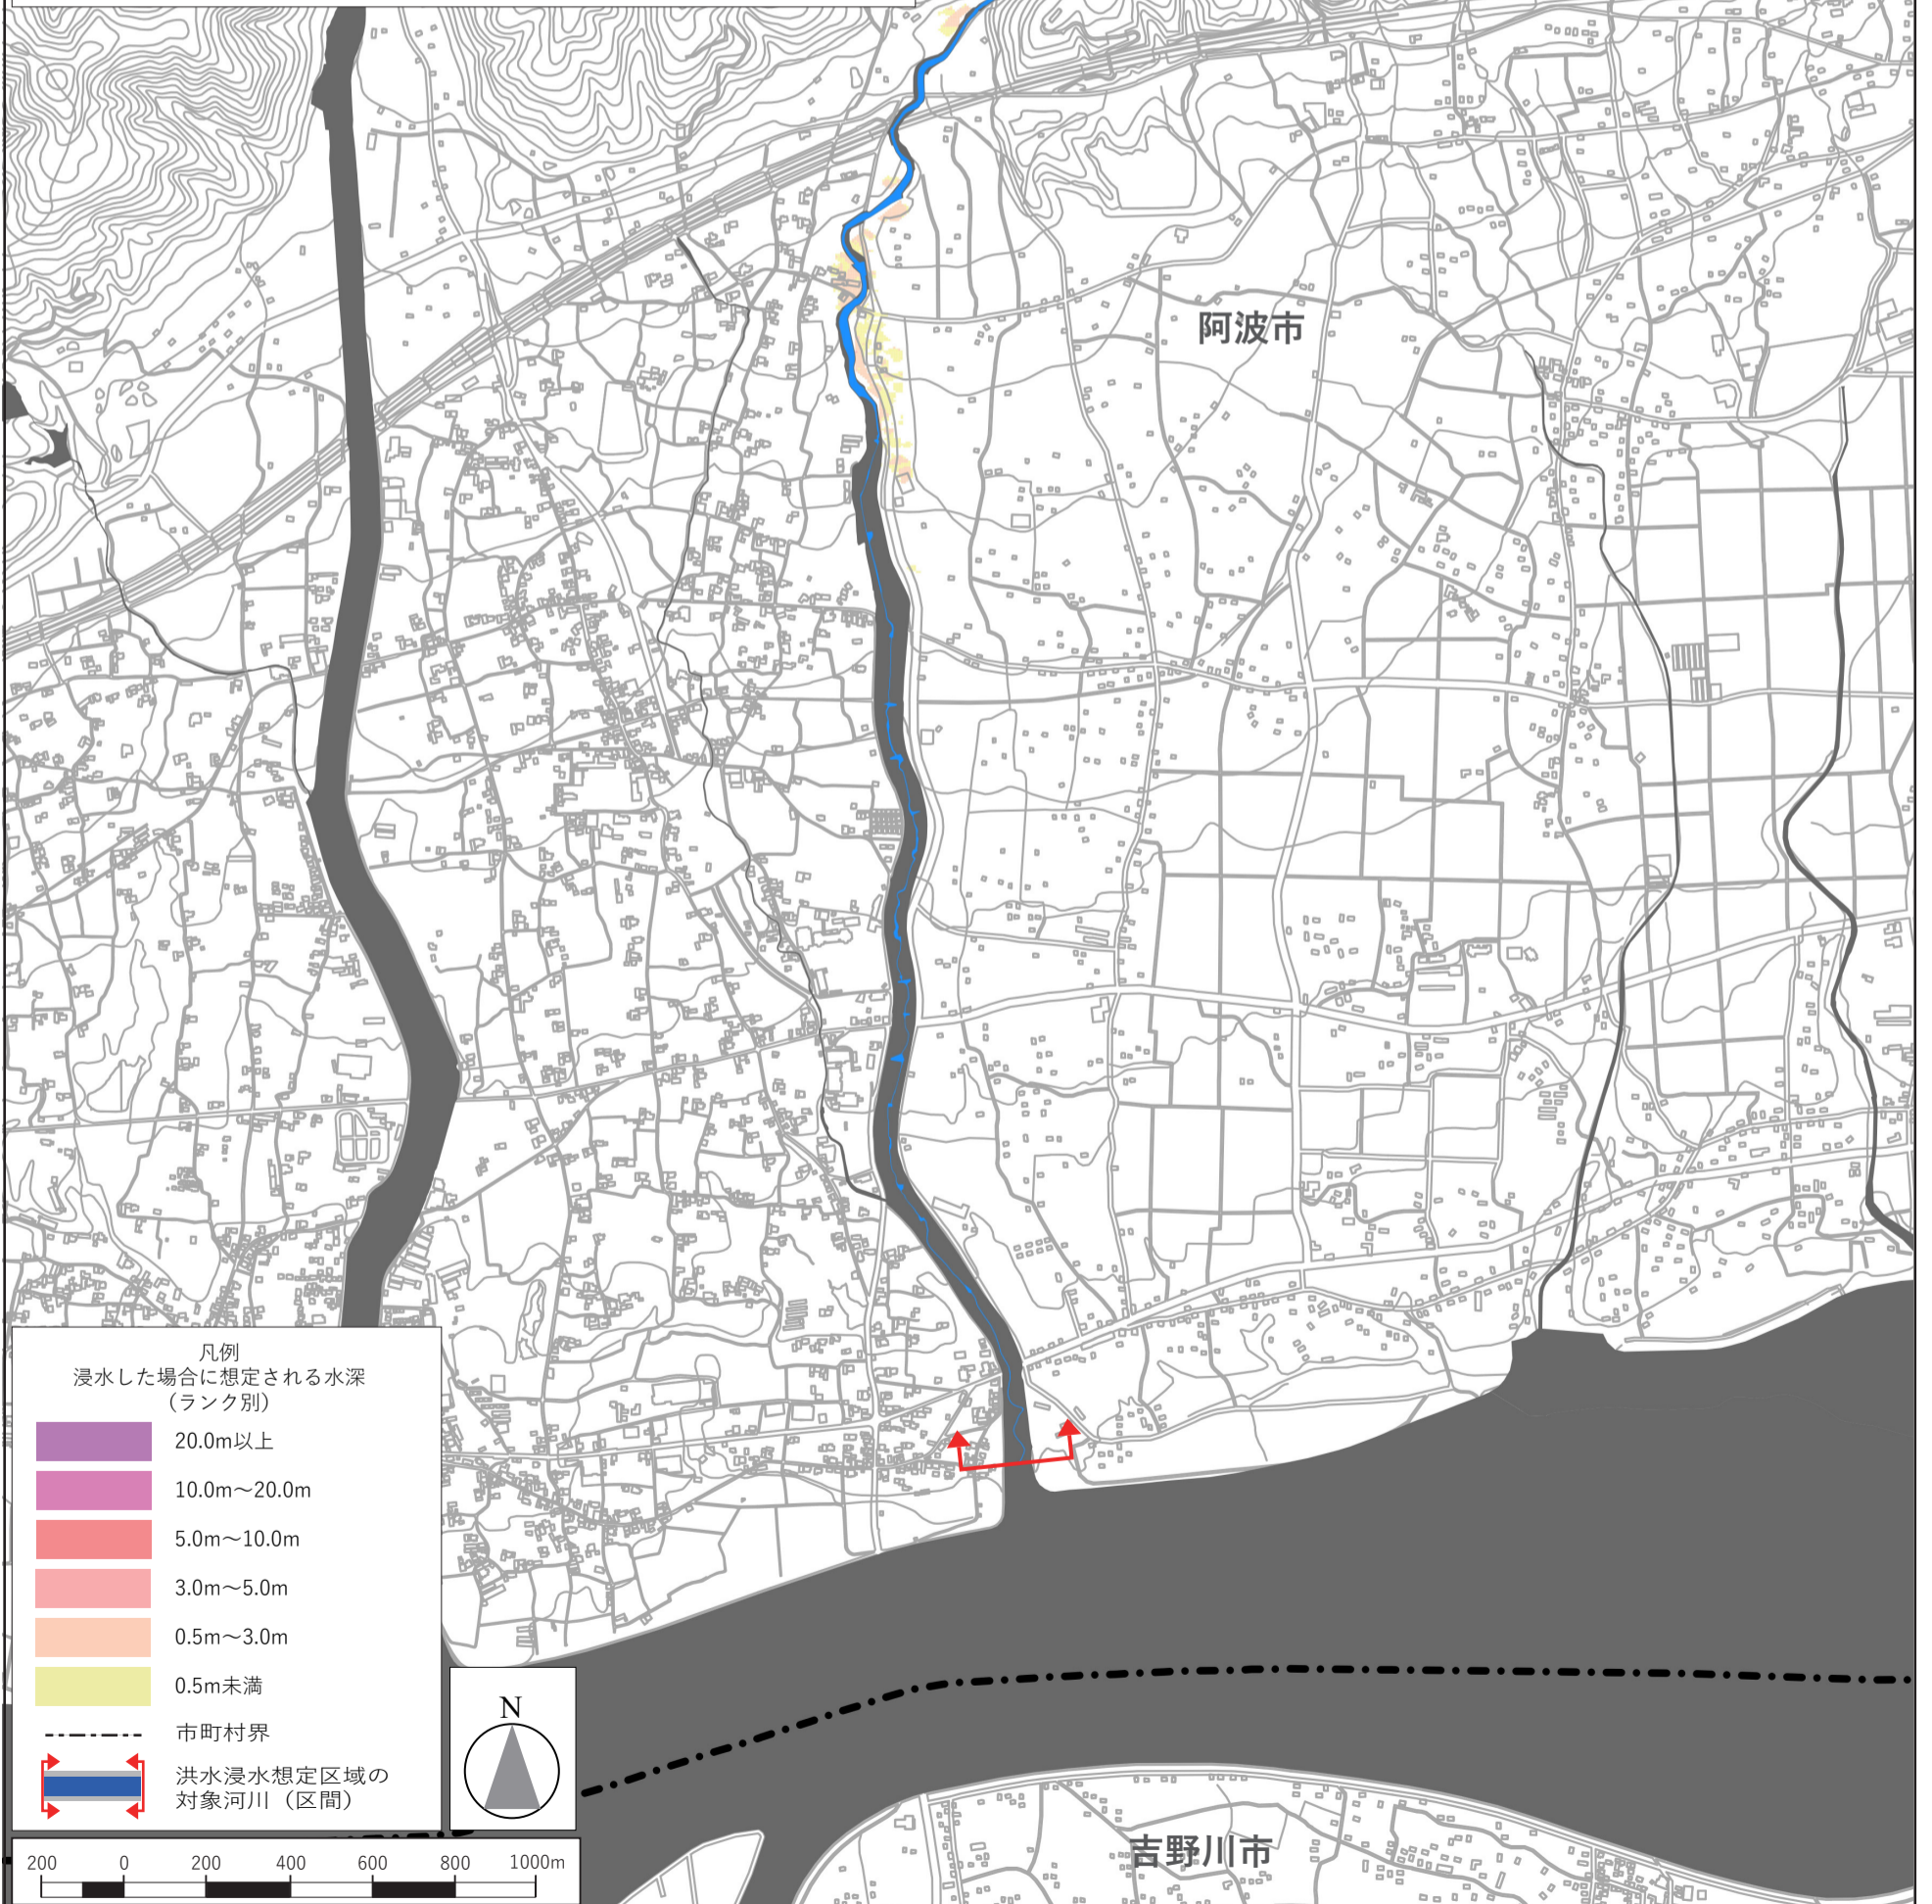 阿波市
凡例
浸水した場合に想定される水深
(ランク別)
20.0m以上
10.0m～20.0m
5.0m～10.0m
3.0m～5.0m
0.5m～3.0m
0.5m未満
市町村界
洪水浸水想定区域の
対象河川（区間）
N
吉野川市
200 0 200 400 600 800 1000m